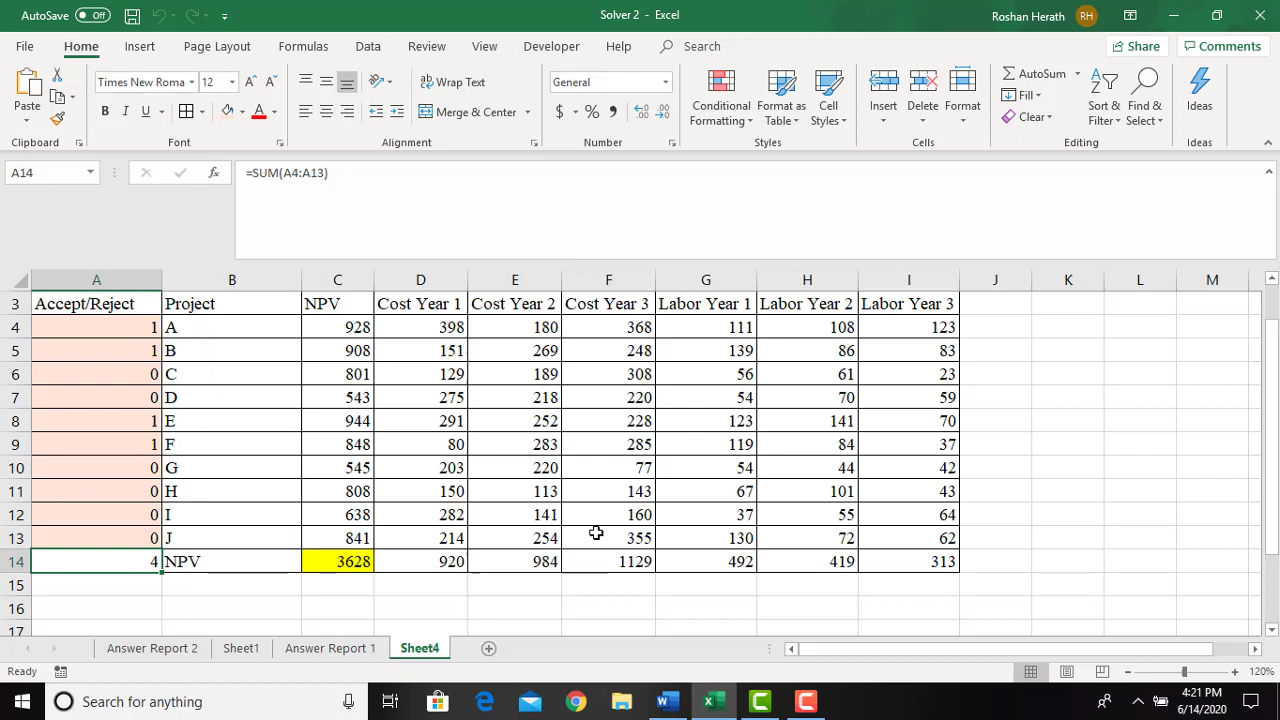 AutoSave Off Solver 2 - Excel Roshan Herath RH
File Home Insert Page Layout Formulas Data Review View Developer Help Search Share Comments
Paste Times New Roma 12 A A Wrap Text General AutoSum
Fill
B I U A Merge & Center $ % , Conditional Formatting Format as Table Cell Styles Insert Delete Format Clear Sort & Filter Find & Select Ideas
Clipboard Font Alignment Number Styles Cells Editing Ideas
A14 fx =SUM(A4:A13)
A B C D E F G H I J K L M
3 Accept/Reject Project NPV Cost Year 1 Cost Year 2 Cost Year 3 Labor Year 1 Labor Year 2 Labor Year 3
4 1 A 928 398 180 368 111 108 123
5 1 B 908 151 269 248 139 86 83
6 0 C 801 129 189 308 56 61 23
7 0 D 543 275 218 220 54 70 59
8 1 E 944 291 252 228 123 141 70
9 1 F 848 80 283 285 119 84 37
10 0 G 545 203 220 77 54 44 42
11 0 H 808 150 113 143 67 101 43
12 0 I 638 282 141 160 37 55 64
13 0 J 841 214 254 355 130 72 62
14 4 NPV 3628 920 984 1129 492 419 313
15
16
17
Answer Report 2 Sheet1 Answer Report 1 Sheet4
Ready 120%
Search for anything 4:21 PM
6/14/2020